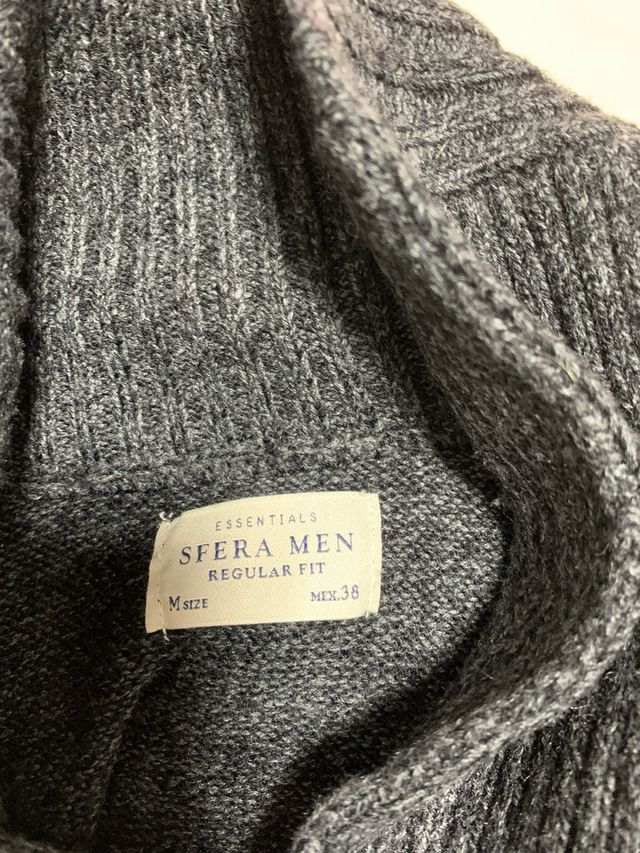 ESSENTIALS
SFERA MEN
REGULAR FIT
M SIZE MEX.38